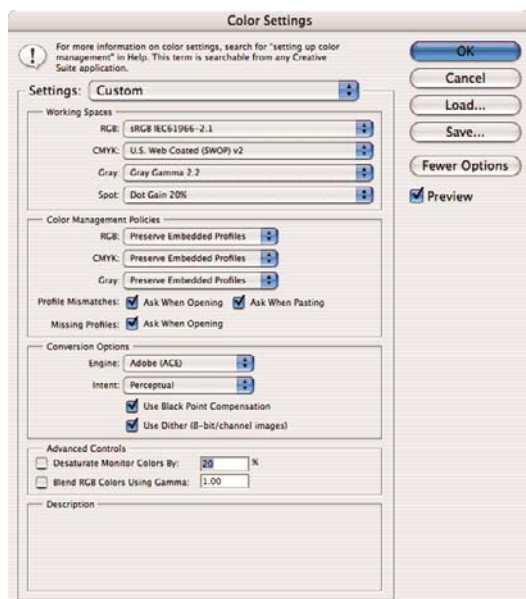 Color Settings
For more information on color settings, search for "setting up color
management" in Help. This term is searchable from any Creative
Suite application.
Settings: Custom
Working Spaces
RGB: sRGB IEC61966-2.1
CMYK: U.S. Web Coated (SWOP) v2
Gray: Gray Gamma 2.2
Spot: Dot Gain 20%
Color Management Policies
RGB: Preserve Embedded Profiles
CMYK: Preserve Embedded Profiles
Gray: Preserve Embedded Profiles
Profile Mismatches: Ask When Opening Ask When Pasting
Missing Profiles: Ask When Opening
Conversion Options
Engine: Adobe (ACE)
Intent: Perceptual
Use Black Point Compensation
Use Dither (8-bit/channel images)
Advanced Controls
Desaturate Monitor Colors By: 20 %
Blend RGB Colors Using Gamma: 1.00
Description
OK
Cancel
Load...
Save...
Fewer Options
Preview